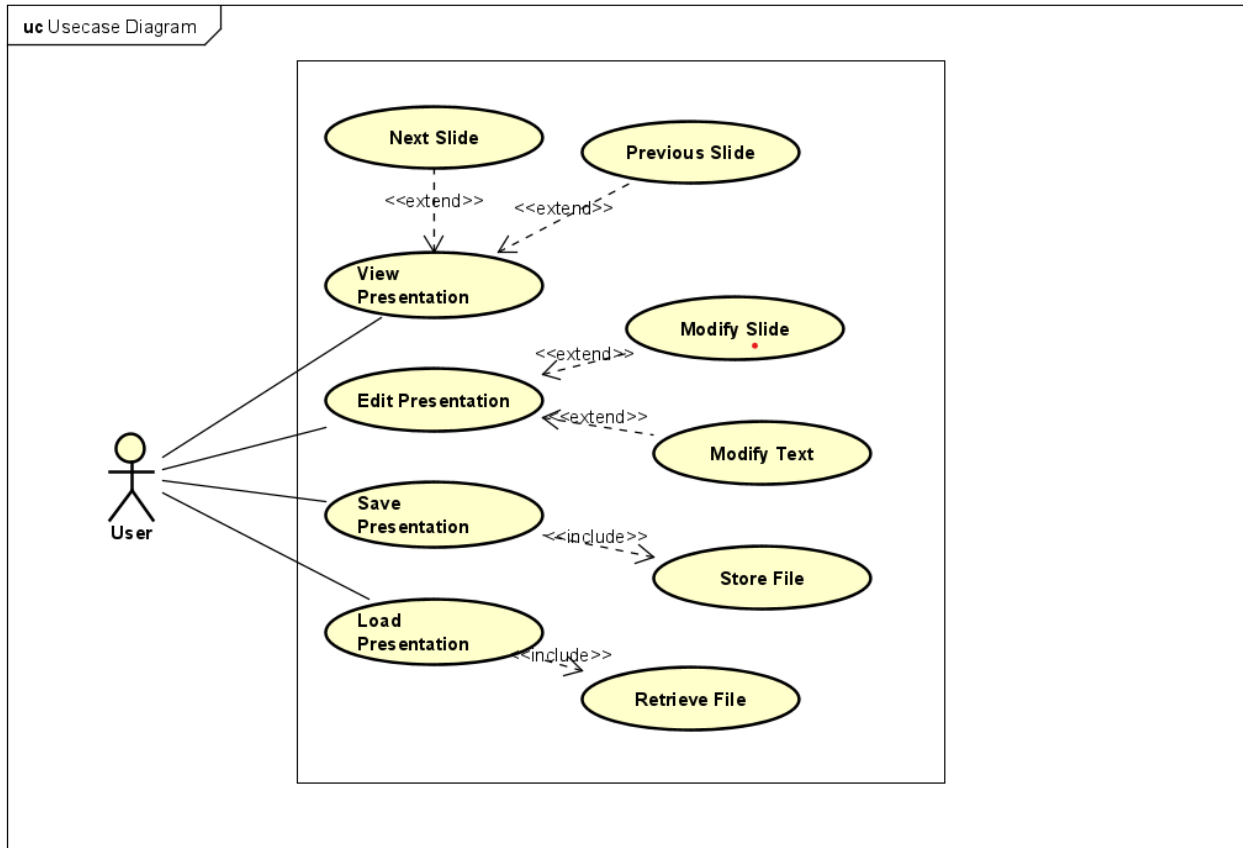 uc Usecase Diagram
Next Slide
Previous Slide
<<extend>>
<<extend>>
View
Presentation
Modify Slide
<<extend>>
Edit Presentation
<<extend>>
Modify Text
Save
Presentation
<<include>>
User
Store File
Load
Presentation
<<include>>
Retrieve File